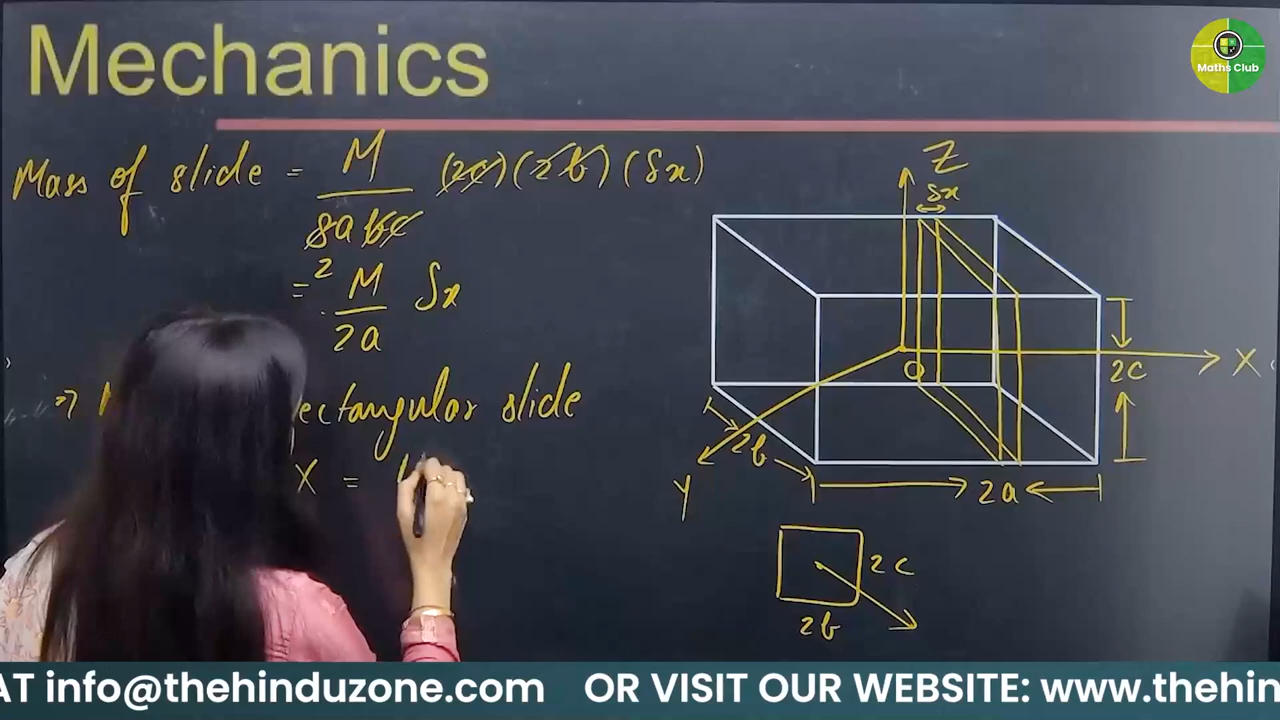 Mechanics
Maths Club
Mass of slide = M (2c)(2b)(δx)
8abc
2
= M δx
2a
⇒ M
ectangular slide
X =
Z
δx
O
X
2c
2b
Y
2a
2c
2b
AT info@thehinduzone.com OR VISIT OUR WEBSITE: www.thehin